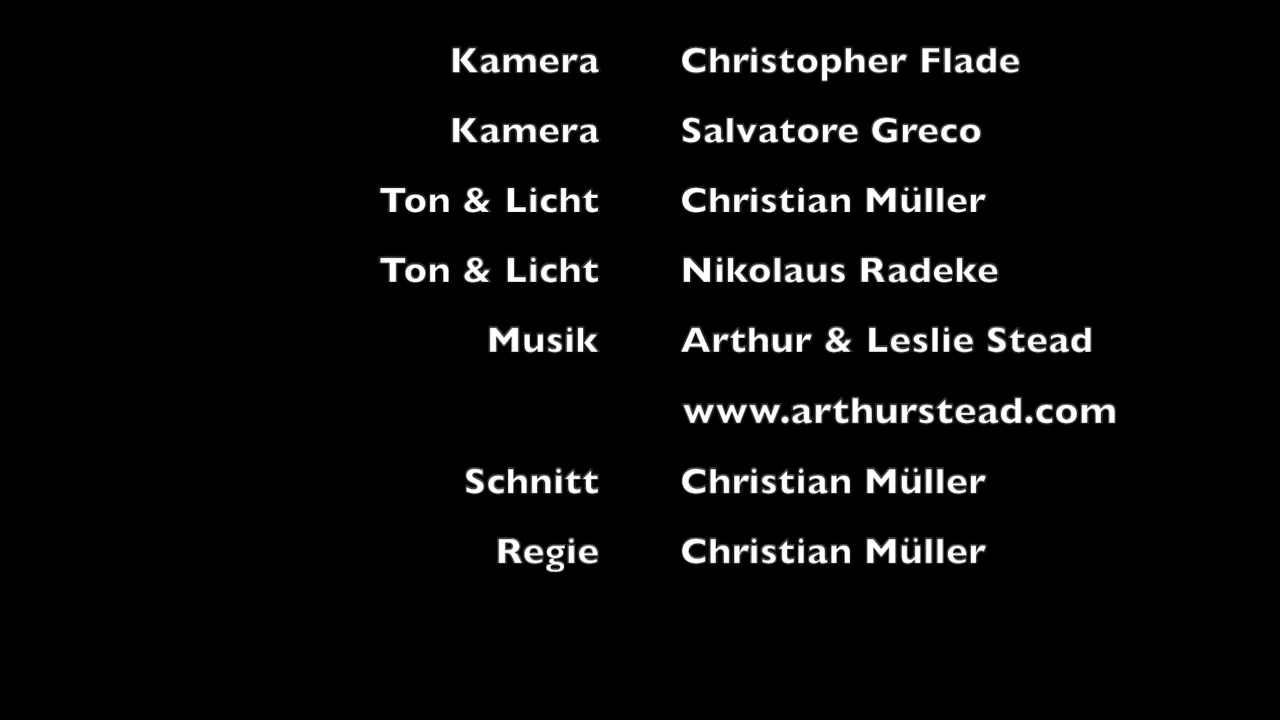 Kamera Christopher Flade
Kamera Salvatore Greco
Ton & Licht Christian Müller
Ton & Licht Nikolaus Radeke
Musik Arthur & Leslie Stead
www.arthurstead.com
Schnitt Christian Müller
Regie Christian Müller